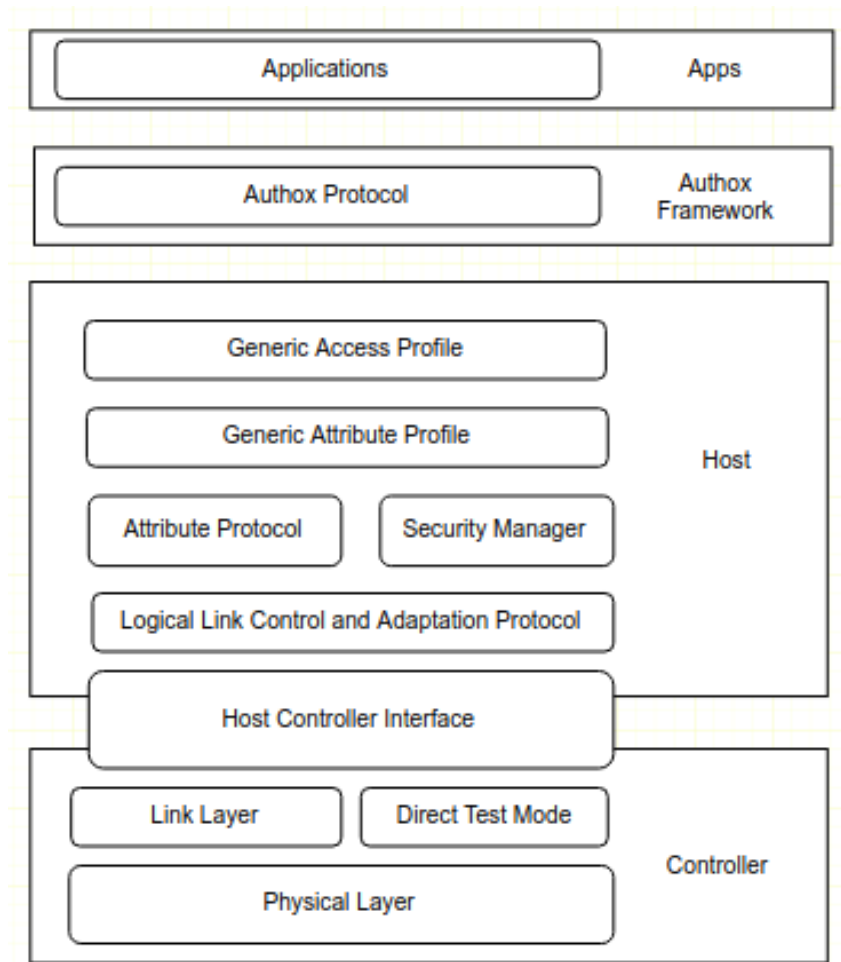 Applications
Apps
Authox Protocol
Authox
Framework
Generic Access Profile
Generic Attribute Profile
Host
Attribute Protocol
Security Manager
Logical Link Control and Adaptation Protocol
Host Controller Interface
Link Layer
Direct Test Mode
Controller
Physical Layer